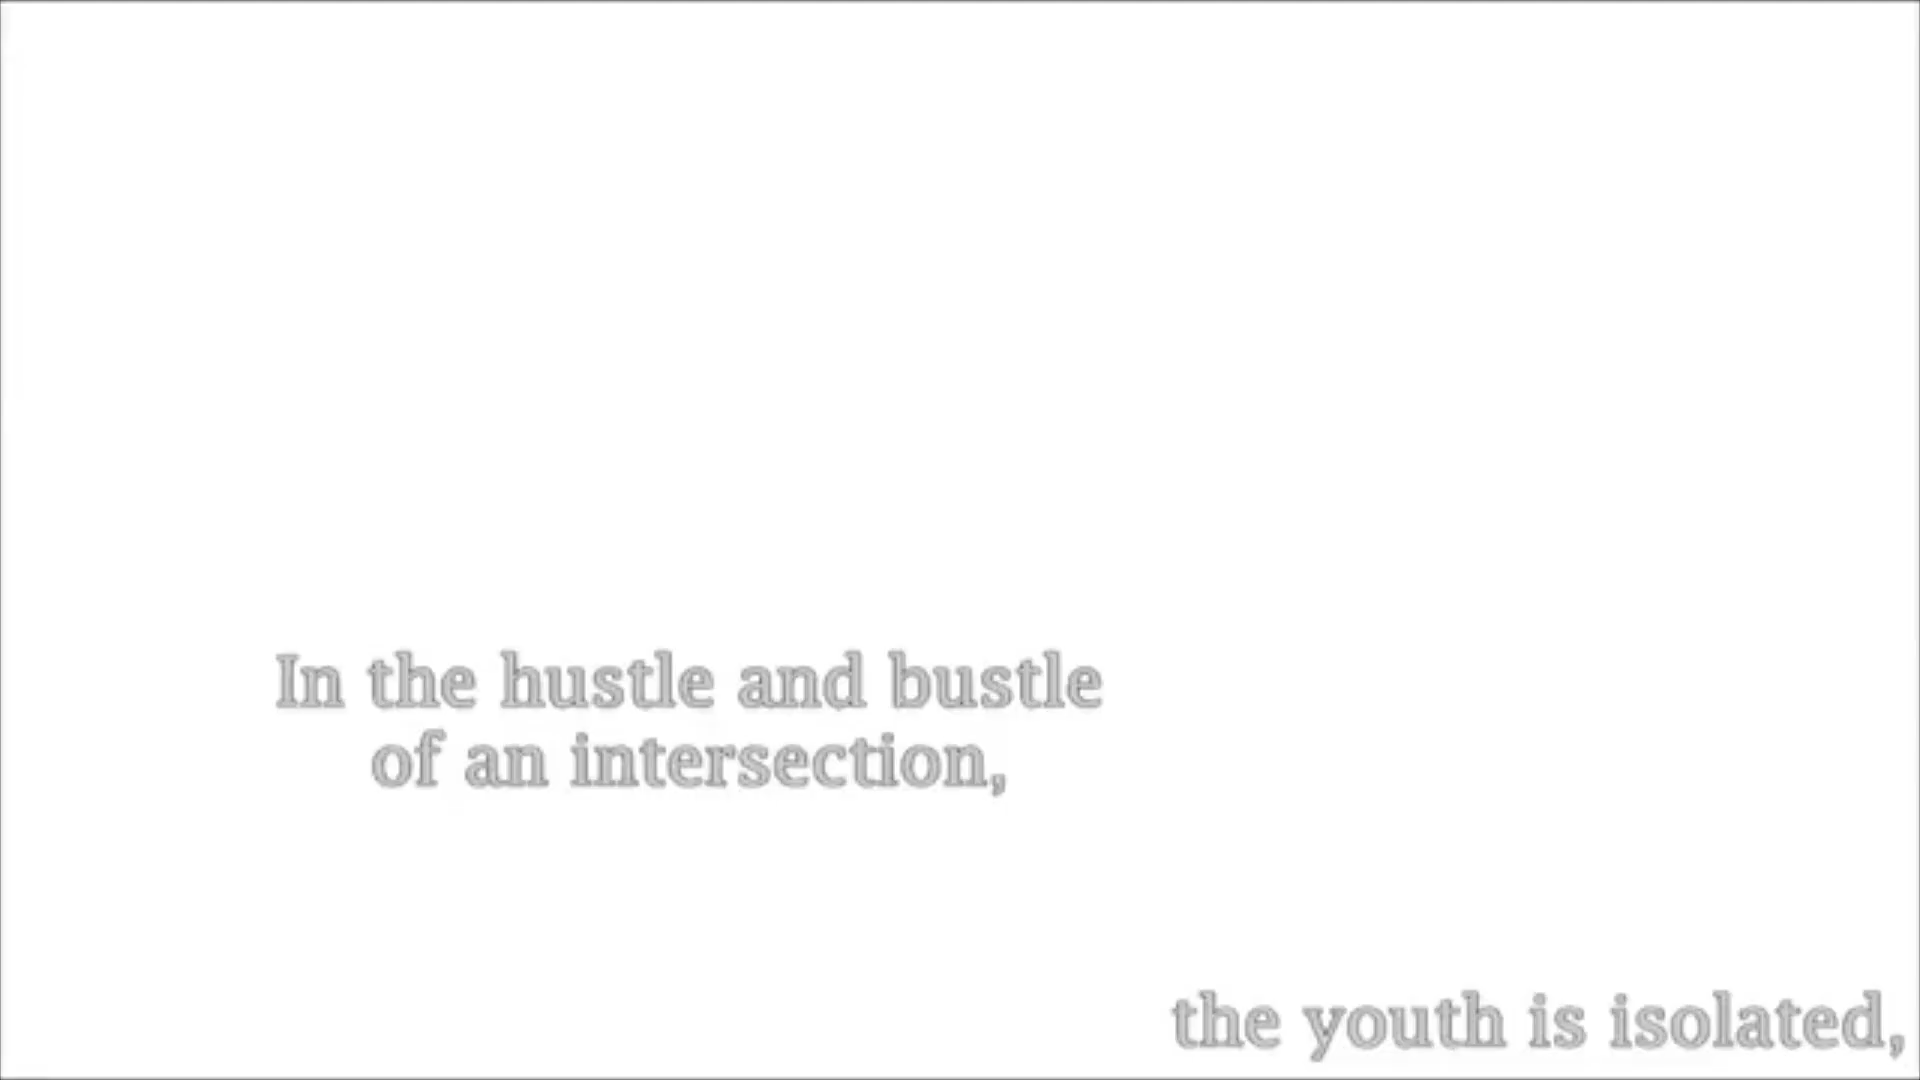 In the hustle and bustle
of an intersection,
the youth is isolated,